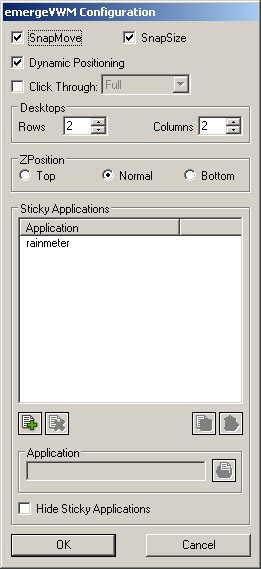 emergeVWM Configuration
SnapMove SnapSize
Dynamic Positioning
Click Through: Full
Desktops
Rows 2 Columns 2
ZPosition
Top Normal Bottom
Sticky Applications
Application
rainmeter
Application
Hide Sticky Applications
OK Cancel